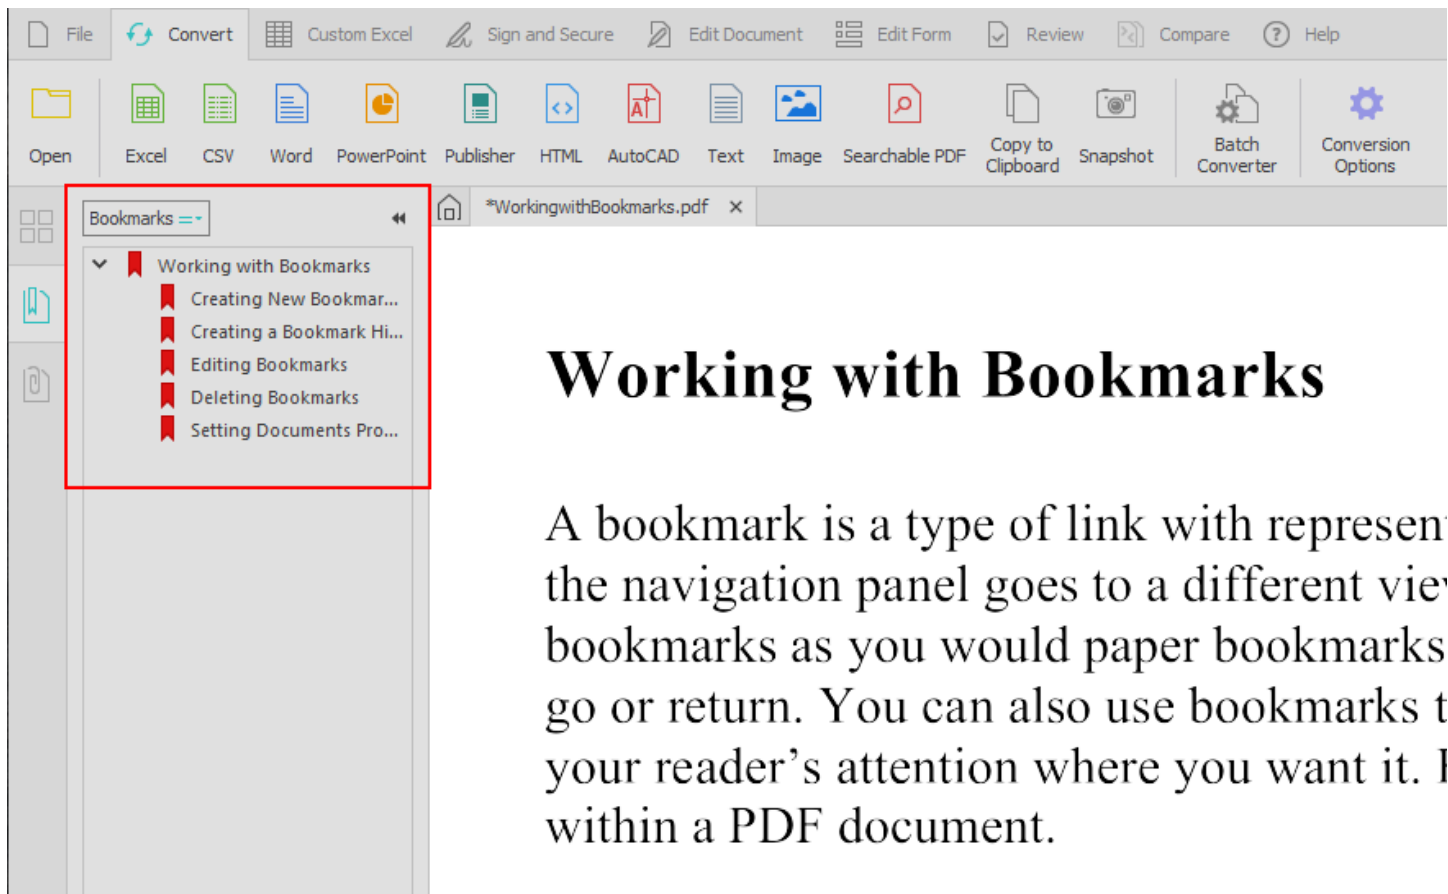 File Convert Custom Excel Sign and Secure Edit Document Edit Form Review Compare Help
Open Excel CSV Word PowerPoint Publisher HTML AutoCAD Text Image Searchable PDF Copy to Clipboard Snapshot Batch Converter Conversion Options
Bookmarks
*WorkingwithBookmarks.pdf
Working with Bookmarks
Creating New Bookmar...
Creating a Bookmark Hi...
Editing Bookmarks
Deleting Bookmarks
Setting Documents Pro...
Working with Bookmarks
A bookmark is a type of link with represen
the navigation panel goes to a different vie
bookmarks as you would paper bookmarks
go or return. You can also use bookmarks t
your reader’s attention where you want it.
within a PDF document.